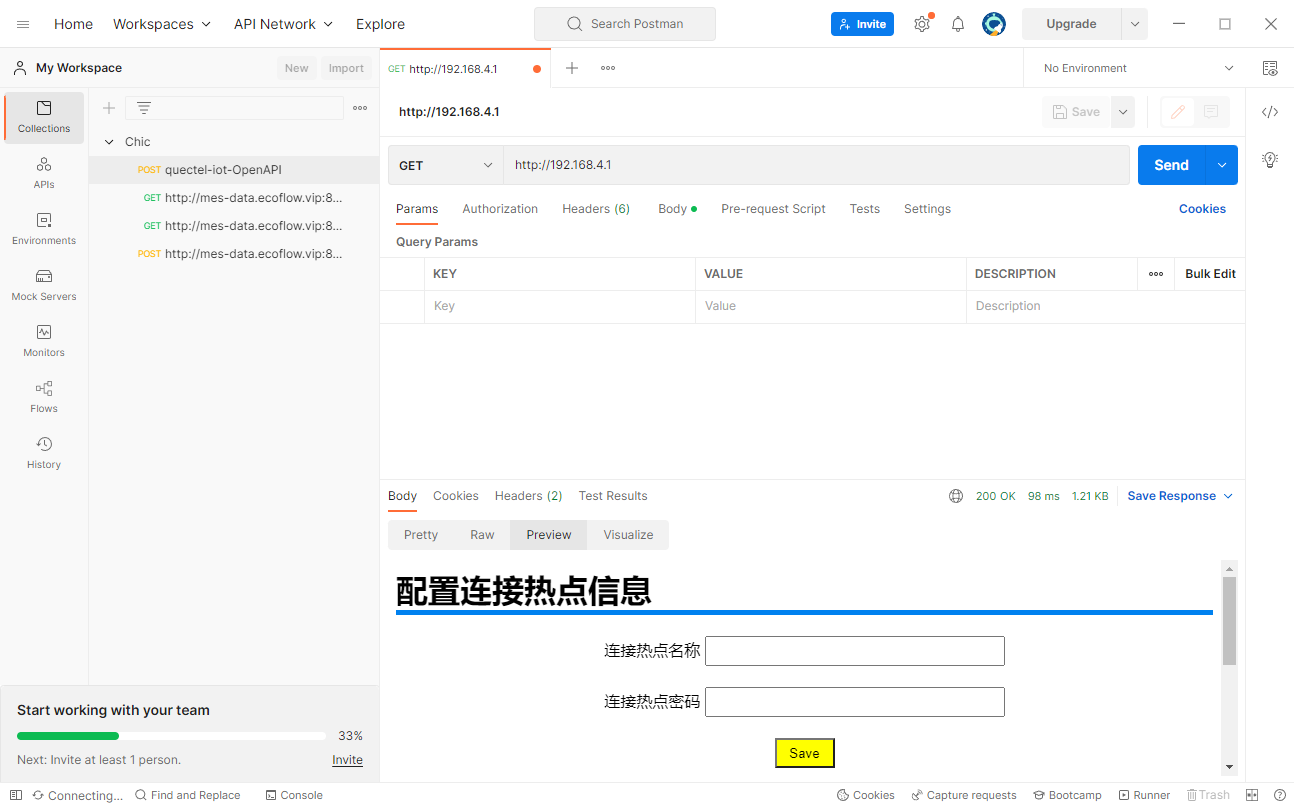 Home Workspaces API Network Explore Search Postman Invite Upgrade
My Workspace New Import GET http://192.168.4.1 No Environment
Collections
APIs
Environments
Mock Servers
Monitors
Flows
History
Chic
POST quectel-iot-OpenAPI
GET http://mes-data.ecoflow.vip:8...
GET http://mes-data.ecoflow.vip:8...
POST http://mes-data.ecoflow.vip:8...
http://192.168.4.1 Save
GET http://192.168.4.1 Send
Params Authorization Headers (6) Body Pre-request Script Tests Settings Cookies
Query Params
KEY VALUE DESCRIPTION Bulk Edit
Key Value Description
Body Cookies Headers (2) Test Results 200 OK 98 ms 1.21 KB Save Response
Pretty Raw Preview Visualize
配置连接热点信息
连接热点名称
连接热点密码
Save
Start working with your team
33%
Next: Invite at least 1 person. Invite
Connecting... Find and Replace Console Cookies Capture requests Bootcamp Runner Trash